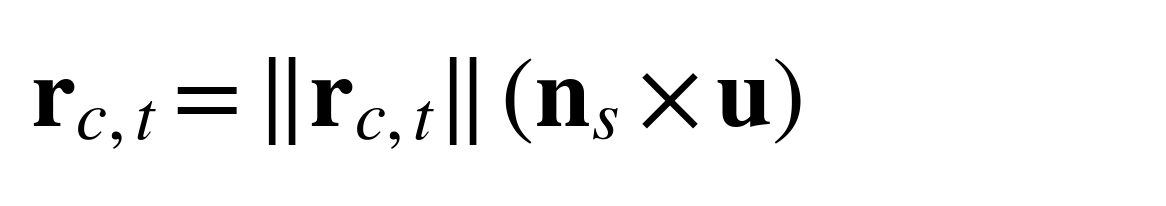 𝐫_{c, t} = ‖𝐫_{c, t}‖ (𝐧_s × 𝐮)